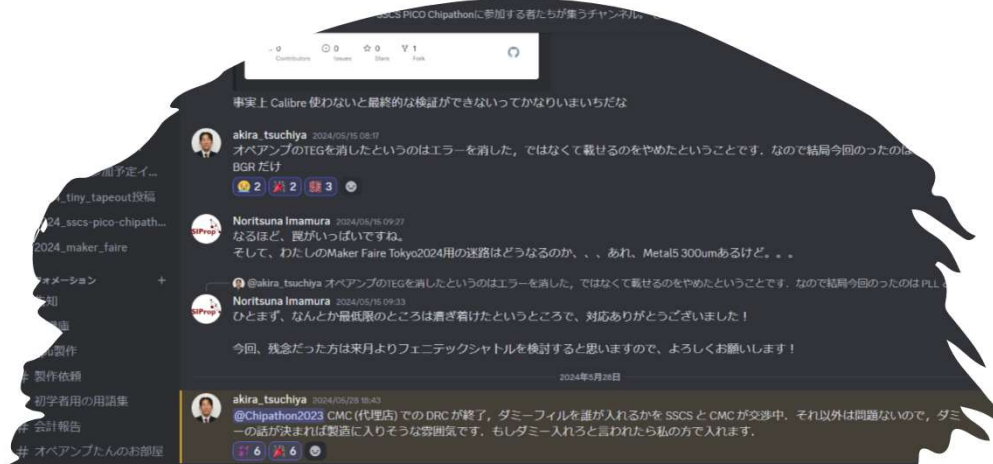 SSCS PICO Chipathonに参加する者たちが集うチャンネル。
0
0
0
1
Contributors
Issues
Stars
Fork
事実上 Calibre 使わないと最終的な検証ができないってかなりいまいちだな
akira_tsuchiya 2024/05/15 08:17
オペアンプのTEGを消したというのはエラーを消した，ではなくて載せるのをやめたということです．なので結局今回のったのは
BGR だけ
2
2
3
Noritsuna Imamura 2024/05/15 09:27
SIProp
なるほど、罠がいっぱいですね。
そして、わたしのMaker Faire Tokyo2024用の迷路はどうなるのか、、、あれ、Metal5 300umあるけど。。。
@akira_tsuchiya オペアンプのTEGを消したというのはエラーを消した，ではなくて載せるのをやめたということです．なので結局今回のったのは PLL
Noritsuna Imamura 2024/05/15 09:33
SIProp
ひとまず、なんとか最低限のところは漕ぎ着けたというところで、対応ありがとうございました！
今回、残念だった方は来月よりフェニテックシャトルを検討すると思いますので、よろしくお願いします！
2024年5月28日
akira_tsuchiya 2024/05/28 18:43
@Chipathon2023 CMC (代理店) での DRC が終了，ダミーフィルを誰が入れるかを SSCS と CMC が交渉中．それ以外は問題ないので，ダミ
ーの話が決まれば製造に入りそうな雰囲気です．もしダミー入れろと言われたら私の方で入れます．
6
6
加予定イ...
_tiny_tapeout投稿
24_sscs-pico-chipath...
2024_maker_faire
フォメーション
製作
# 製作依頼
初学者用の用語集
# 会計報告
# オペアンプたんのお部屋